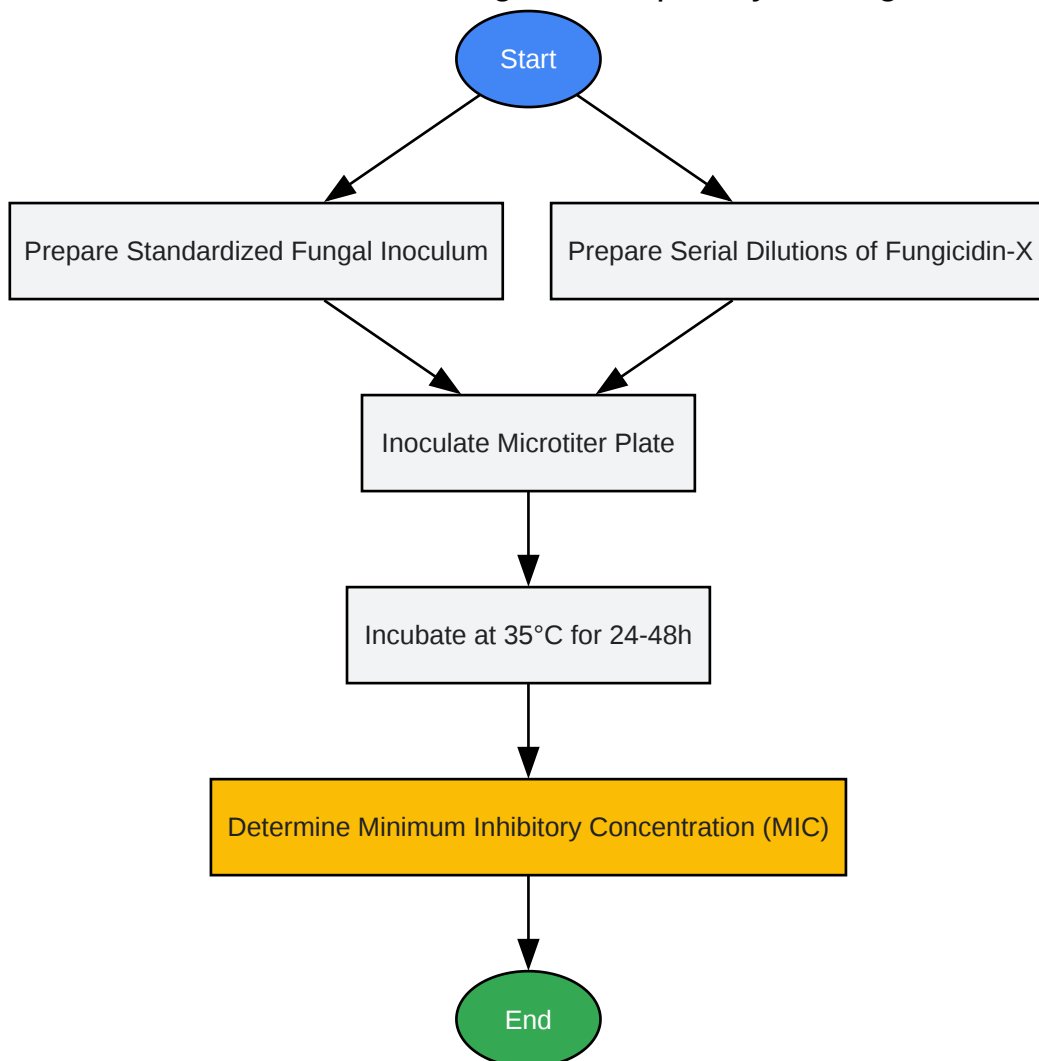 Start
Prepare Standardized Fungal Inoculum
Prepare Serial Dilutions of Fungicidin-X
Inoculate Microtiter Plate
Incubate at 35°C for 24-48h
Determine Minimum Inhibitory Concentration (MIC)
End